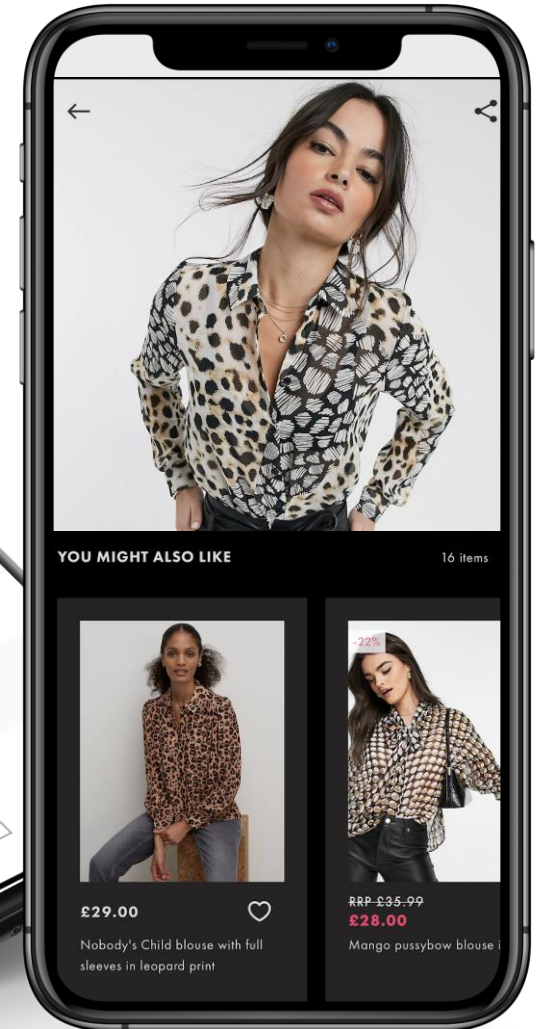 YOU MIGHT ALSO LIKE
16 items
-22%
£29.00
Nobody's Child blouse with full
sleeves in leopard print
RRP £35.99
£28.00
Mango pussybow blouse i